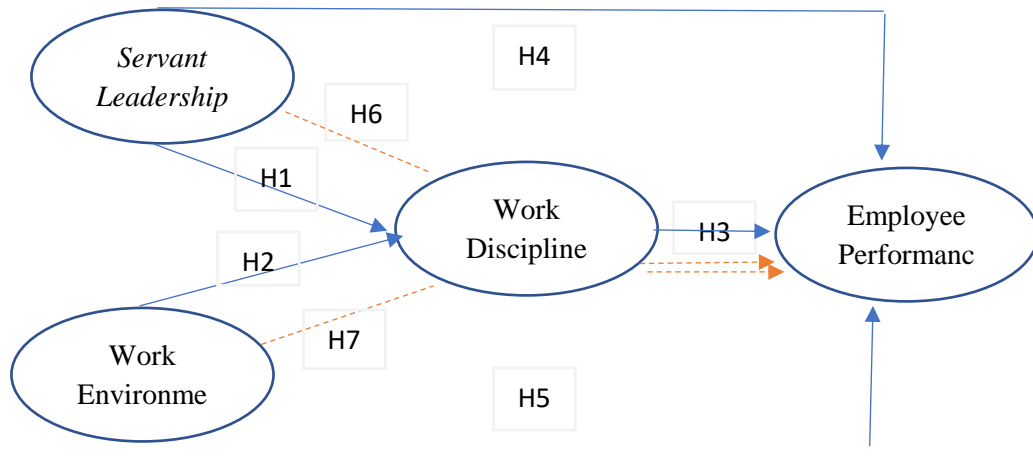 Servant
Leadership
H4
H6
H1
Work
Discipline
H3
Employee
Performanc
H2
H7
Work
Environme
H5